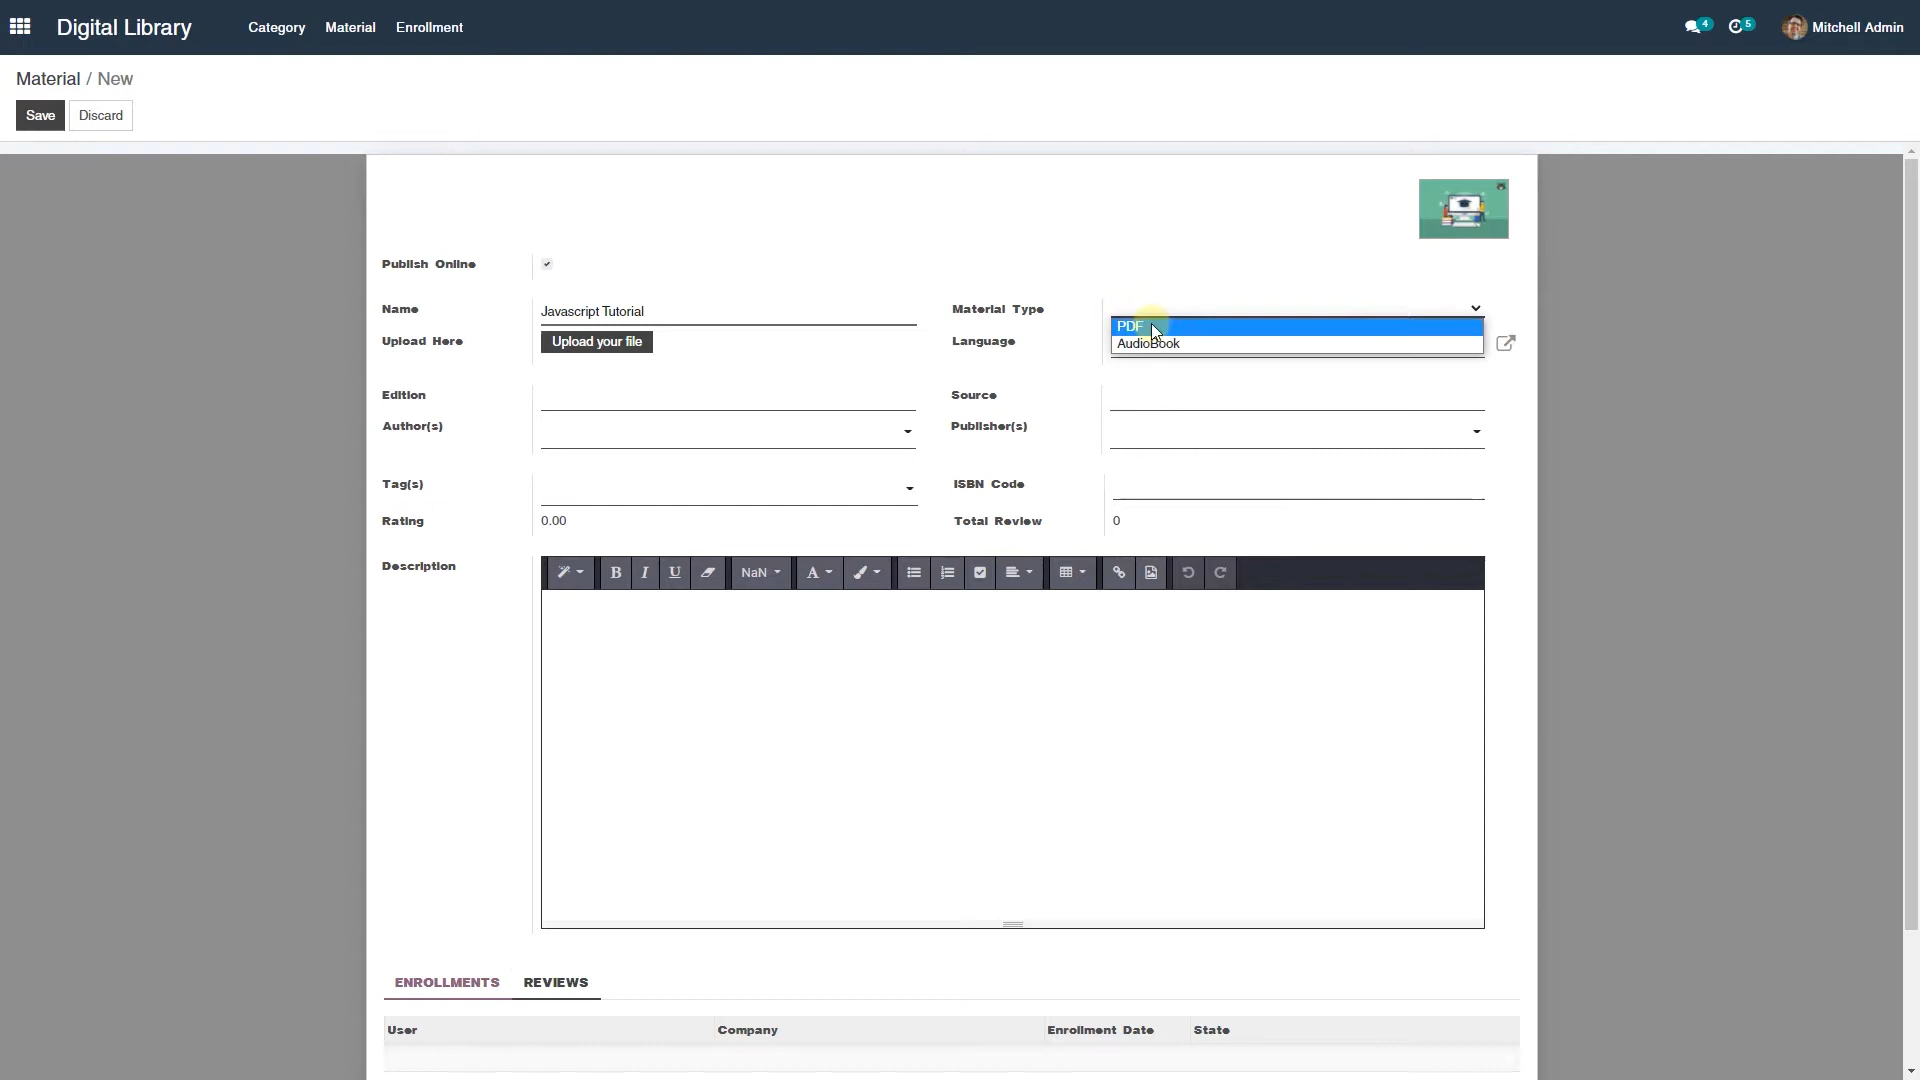 Digital Library Category Material Enrollment 4 5 Mitchell Admin
Material / New
Save Discard
Publish Online
Name Javascript Tutorial Material Type
PDF
Upload Here Upload your file Language AudioBook
Edition Source
Author(s) Publisher(s)
Tag(s) ISBN Code
Rating 0.00 Total Review 0
Description B I U NaN A
ENROLLMENTS REVIEWS
User Company Enrollment Date State